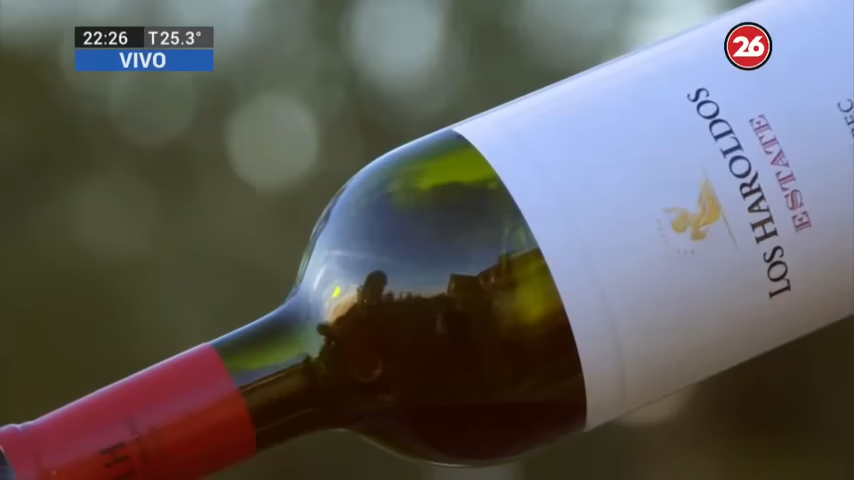 22:26 T25.3°
VIVO
26
LOS HAROLDOS
ESTATE